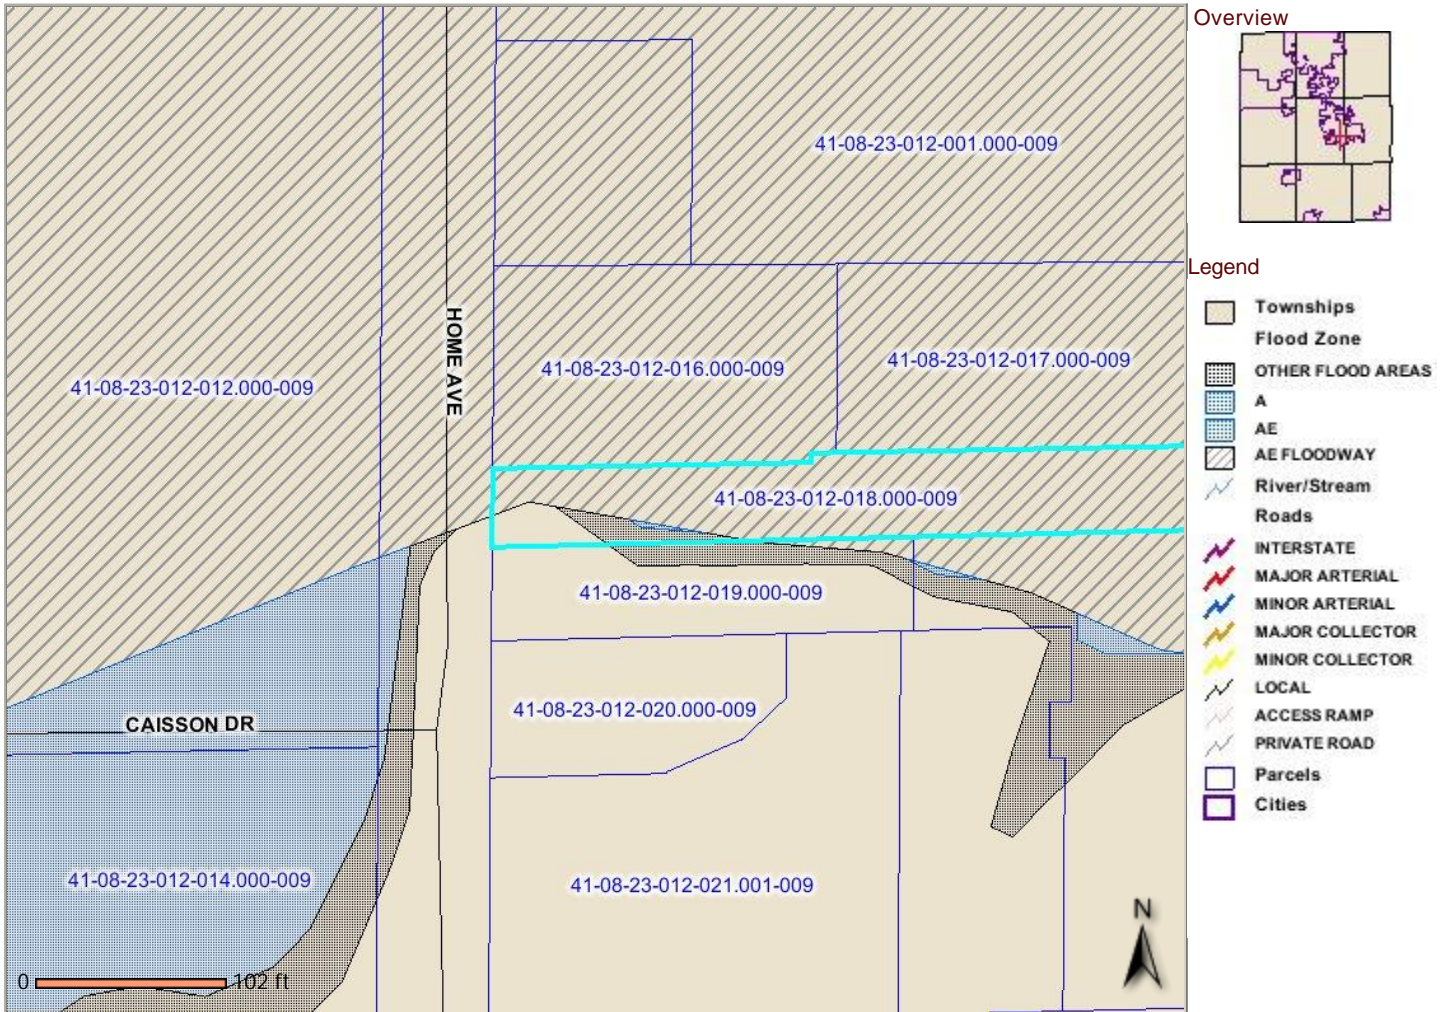 41-08-23-012-001.000-009
HOME AVE
41-08-23-012-016.000-009
41-08-23-012-017.000-009
41-08-23-012-012.000-009
41-08-23-012-018.000-009
41-08-23-012-019.000-009
41-08-23-012-020.000-009
CAISSON DR
41-08-23-012-014.000-009
41-08-23-012-021.001-009
0 102 ft
N
Overview
Legend
Townships
Flood Zone
OTHER FLOOD AREAS
A
AE
AE FLOODWAY
River/Stream
Roads
INTERSTATE
MAJOR ARTERIAL
MINOR ARTERIAL
MAJOR COLLECTOR
MINOR COLLECTOR
LOCAL
ACCESS RAMP
PRIVATE ROAD
Parcels
Cities